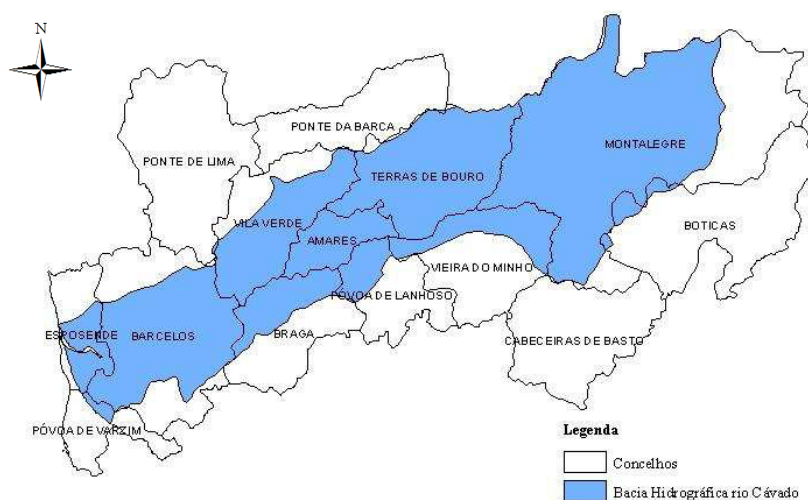 N
PONTE DA BARCA
PONTE DE LIMA
MONTALEGRE
TERRAS DE BOURO
VILA VERDE
BOTICAS
AMARES
VIEIRA DO MINHO
PÓVOA DE LANHOSO
ESPOSENDE
BARCELOS
BRAGA
CABECEIRAS DE BASTO
PÓVOA DE VARZIM
Legenda
Concelhos
Bacia Hidrográfica rio Cávado